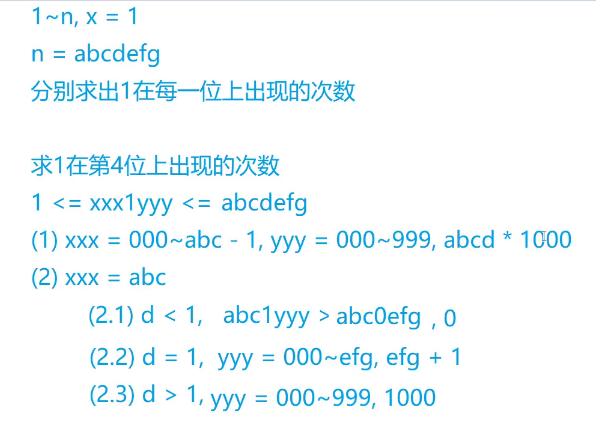 1~n, x = 1
n = abcdefg
分别求出1在每一位上出现的次数
求1在第4位上出现的次数
1 <= xxx1yyy <= abcdefg
(1) xxx = 000~abc - 1, yyy = 000~999, abcd * 1000
(2) xxx = abc
(2.1) d < 1, abc1yyy > abc0efg , 0
(2.2) d = 1, yyy = 000~efg, efg + 1
(2.3) d > 1, yyy = 000~999, 1000